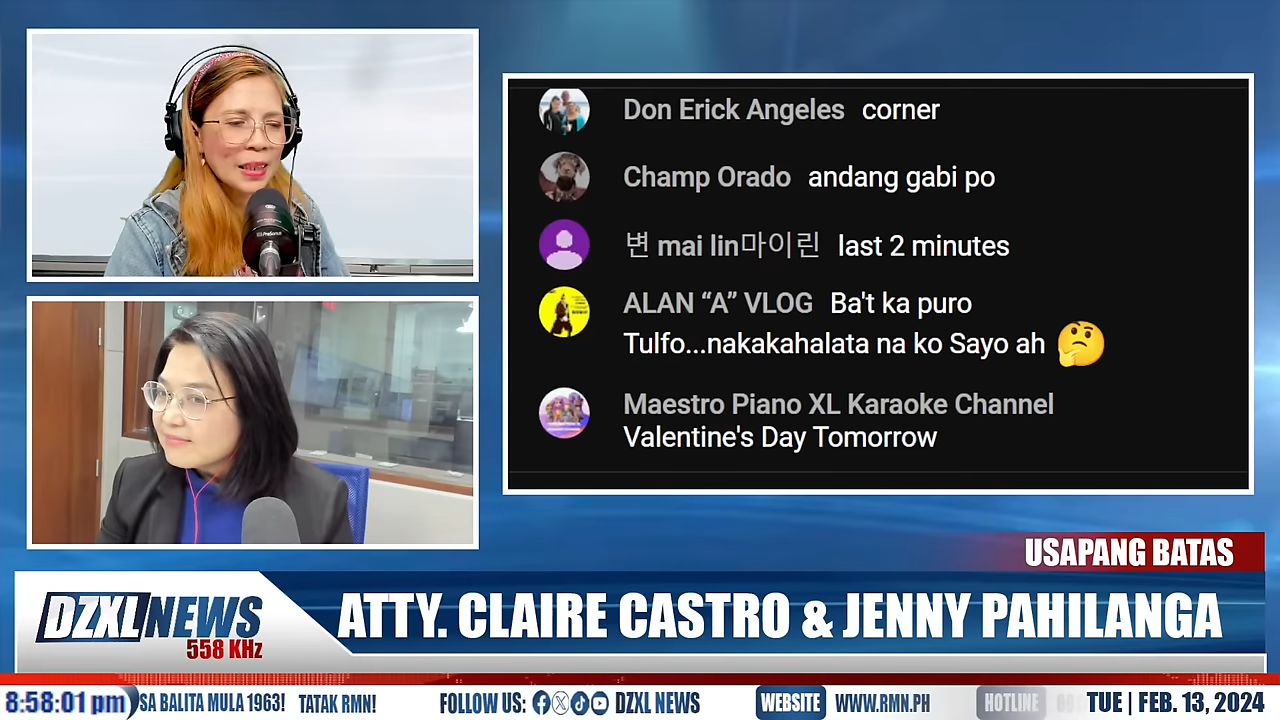 Don Erick Angeles corner
Champ Orado andang gabi po
변 mai lin마이린 last 2 minutes
ALAN “A” VLOG Ba't ka puro
Tulfo...nakakahalata na ko Sayo ah 🤔
Maestro Piano XL Karaoke Channel
Valentine's Day Tomorrow
USAPANG BATAS
DZXL NEWS
558 KHz
ATTY. CLAIRE CASTRO & JENNY PAHILANGA
8:58:01 pm SA BALITA MULA 1963! TATAK RMN! FOLLOW US: DZXL NEWS WEBSITE WWW.RMN.PH HOTLINE TUE | FEB. 13, 2024